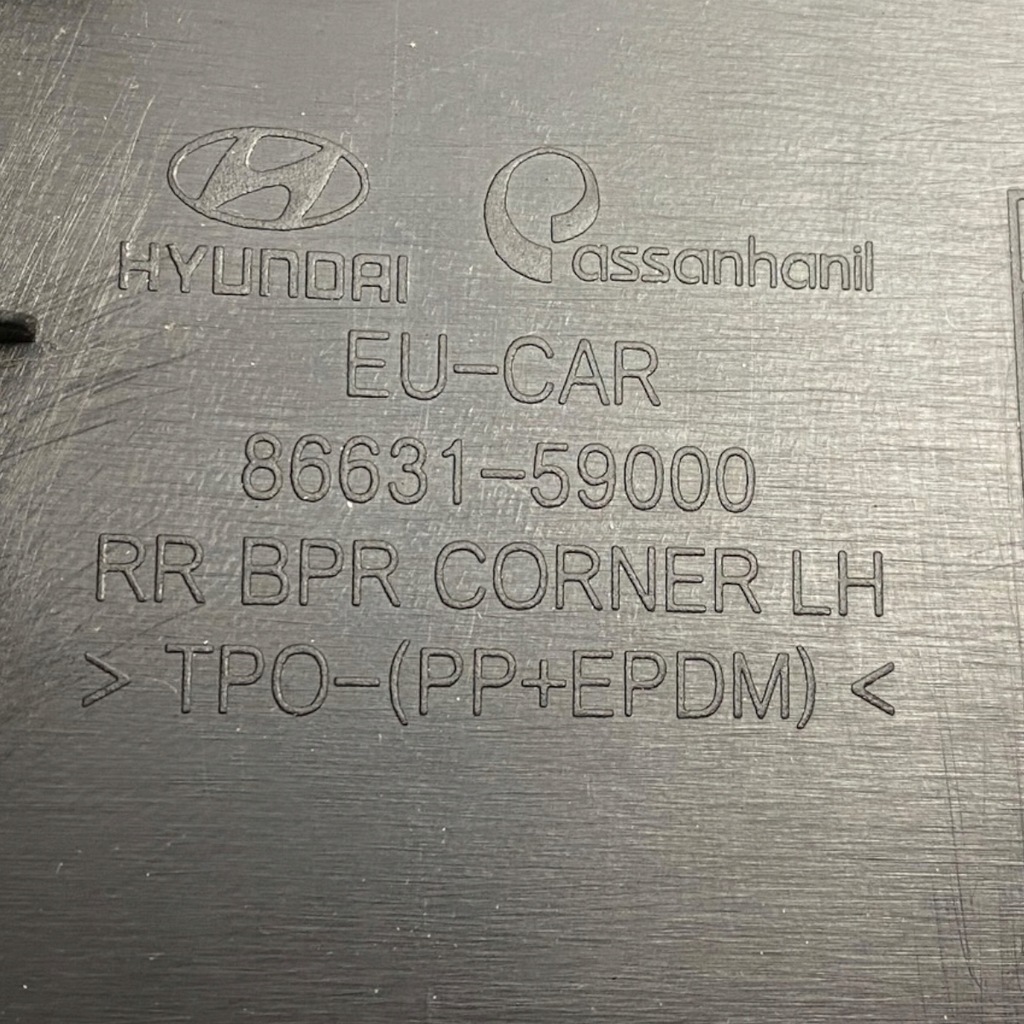 HYUNDAI assanhanil
EU-CAR
86631-59000
RR BPR CORNER LH
> TPO-(PP+EPDM) <